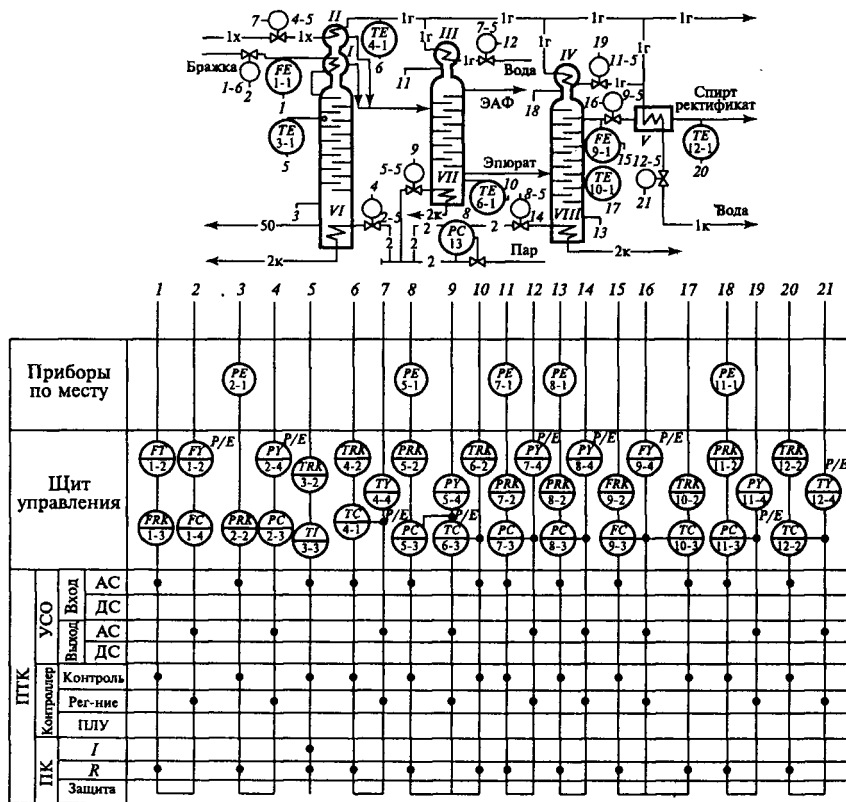 7 4-5 II 1г III 7-5 1г 19 1г
1х 1х TE 4-1 12 IV 11-5
I 6 1г 1г 1г 1г
Бражка FE 1-1 11 Вода 16 9-5 Спирт ректификат
1-6 2 1 ЭАФ 18
TE 3-1 FE 9-1 V TE 12-1
5 9 15 12-5 20
5-5 Эпюрат TE 10-1
4 VII TE 6-1 10 8-5 17 21
3 VI 2-5 2к 8 14 VIII 13 1к Вода
50 2 2 2 PC 13 2
2к 2 2 2 Пар 2к
1 2 3 4 5 6 7 8 9 10 11 12 13 14 15 16 17 18 19 20 21
Приборы по месту
PE 2-1 PE 5-1 PE 7-1 PE 8-1 PE 11-1
Щит управления
FT 1-2 FY 1-2 P/E PY 2-4 P/E TRK 3-2 TRK 4-2 TY 4-4 P/E PRK 5-2 PY 5-4 P/E TRK 6-2 PRK 7-2 PY 7-4 P/E PRK 8-2 PY 8-4 P/E FRK 9-2 FY 9-4 P/E TRK 10-2 PRK 11-2 PY 11-4 P/E TRK 12-2 TY 12-4 P/E
FRK 1-3 FC 1-4 PRK 2-2 PC 2-3 TI 3-3 TC 4-1 PC 5-3 TC 6-3 PC 7-3 PC 8-3 FC 9-3 TC 10-3 PC 11-3 TC 12-2
ПТК
УСО
Вход
АС
ДС
Выход
АС
ДС
Контроллер
Контроль
Рег-ние
ПЛУ
ПК
I
R
Защита